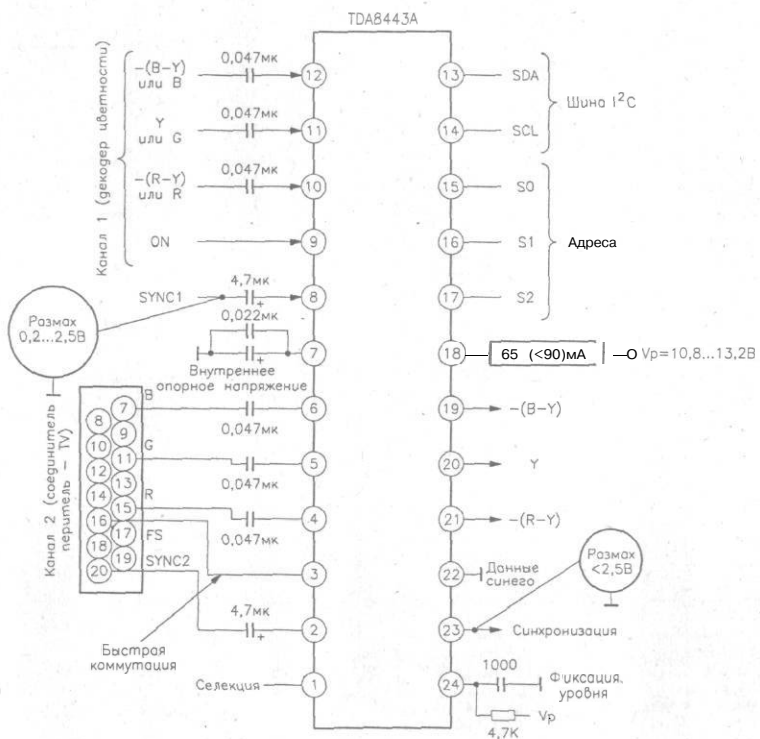 TDA8443A
Канал 1 (декодер цветности)
-(B-Y)
или B
0,047мк
12
Y
или G
0,047мк
11
-(R-Y)
или R
0,047мк
10
ON
9
SYNC1
4,7мк
+
8
Размах
0,2...2,5В
0,022мк
+
7
Внутреннее
опорное напряжение
Канал 2 (соединитель
перитель – TV)
8
10
12
14
16
18
20
7
9
11
13
15
17
19
B
G
R
FS
SYNC2
0,047мк
6
0,047мк
5
0,047мк
4
3
4,7мк
+
2
Быстрая
коммутация
Селекция
1
13
SDA
14
SCL
Шина I²C
15
S0
16
S1
17
S2
Адреса
18
65 (<90)мА
Vp=10,8...13,2В
19
-(B-Y)
20
Y
21
-(R-Y)
22
Данные
синего
Размах
<2,5В
23
Синхронизация
24
1000
Фиксация.
уровня
4,7К
Vp